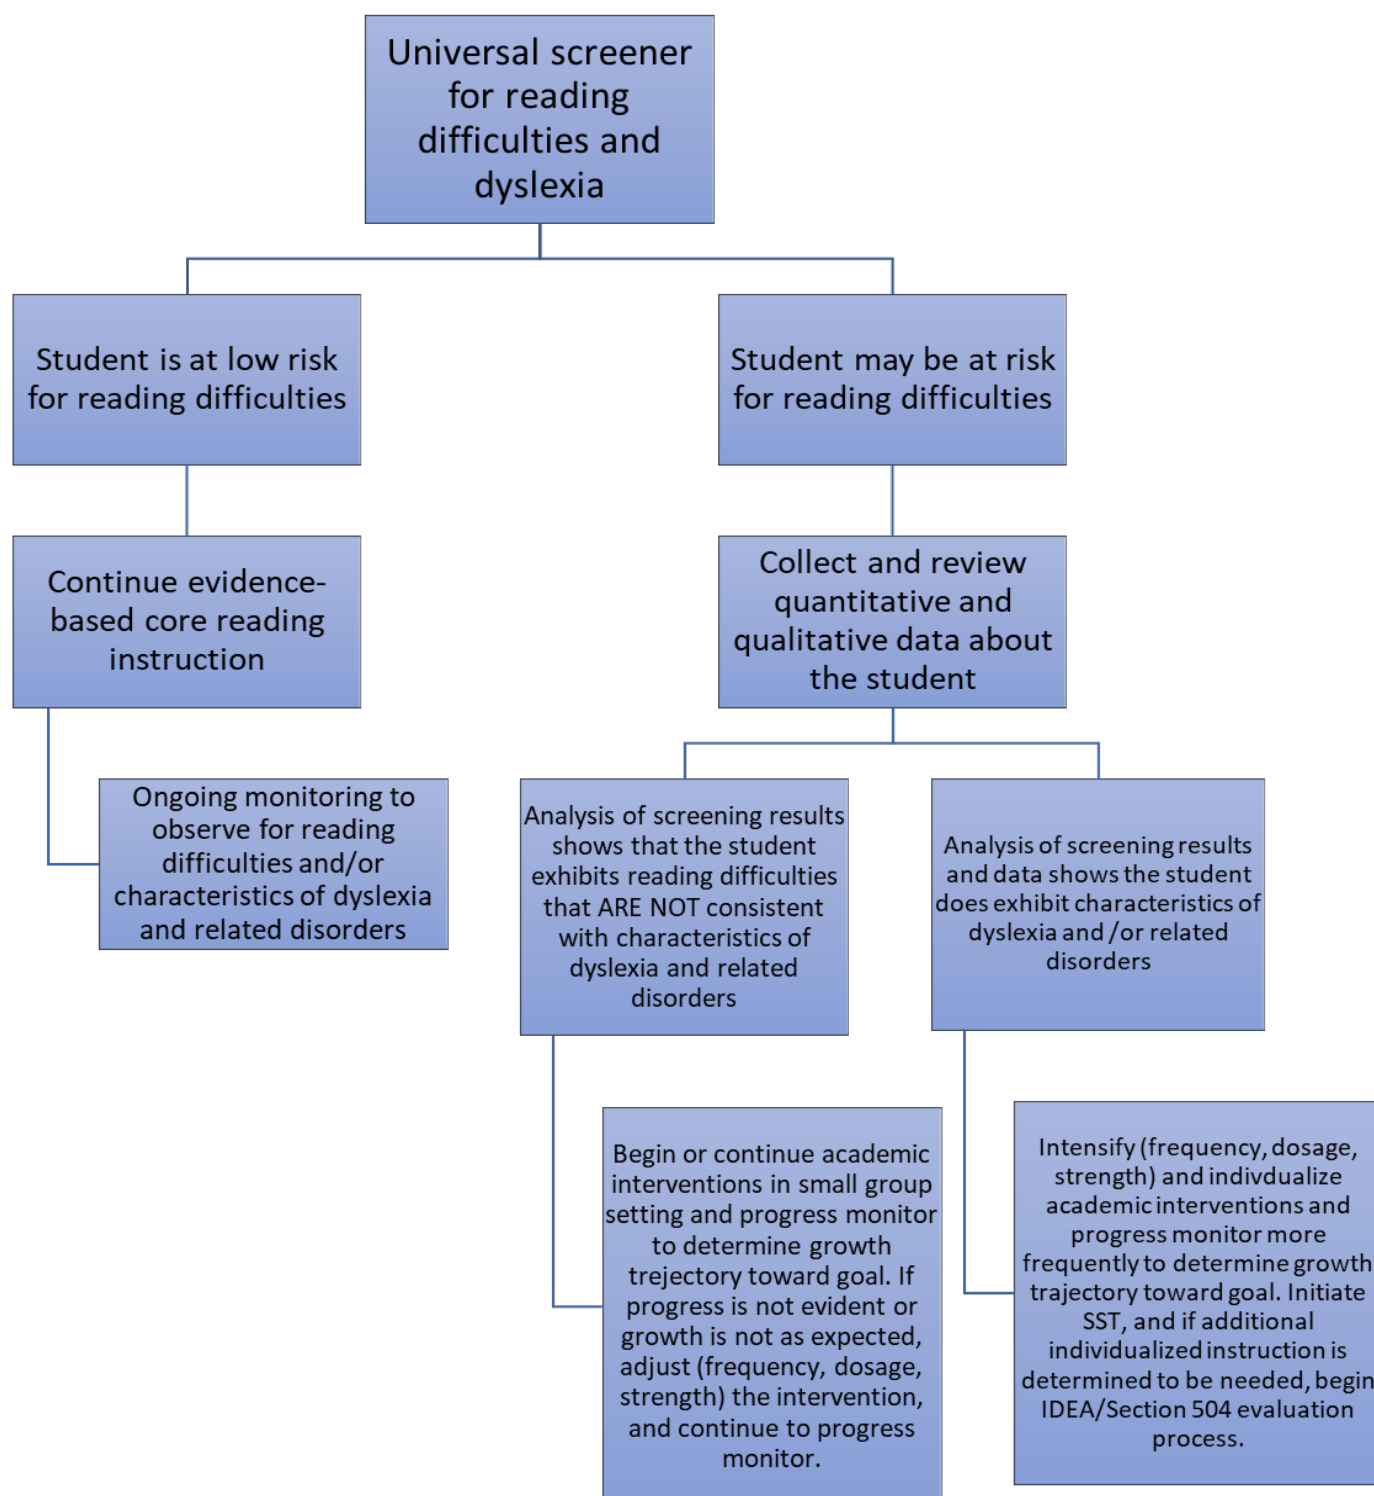 Universal screener
for reading
difficulties and
dyslexia
Student is at low risk
for reading difficulties
Student may be at risk
for reading difficulties
Continue evidence-
based core reading
instruction
Collect and review
quantitative and
qualitative data about
the student
Ongoing monitoring to
observe for reading
difficulties and/or
characteristics of dyslexia
and related disorders
Analysis of screening results
shows that the student
exhibits reading difficulties
that ARE NOT consistent
with characteristics of
dyslexia and related
disorders
Analysis of screening results
and data shows the student
does exhibit characteristics of
dyslexia and /or related
disorders
Begin or continue academic
interventions in small group
setting and progress monitor
to determine growth
trejectory toward goal. If
progress is not evident or
growth is not as expected,
adjust (frequency, dosage,
strength) the intervention,
and continue to progress
monitor.
Intensify (frequency, dosage,
strength) and indivdualize
academic interventions and
progress monitor more
frequently to determine growth
trajectory toward goal. Initiate
SST, and if additional
individualized instruction is
determined to be needed, begin
IDEA/Section 504 evaluation
process.